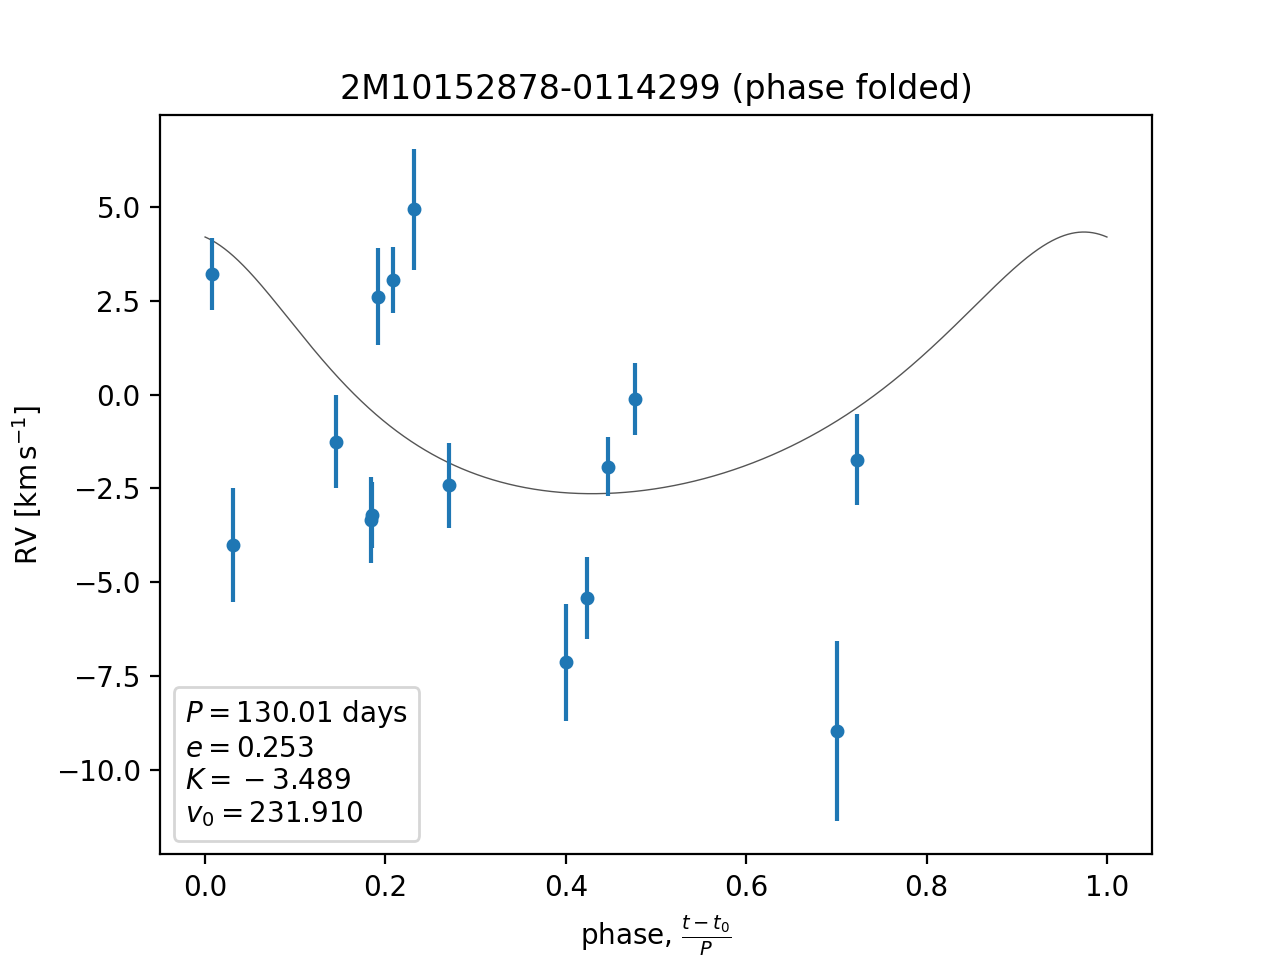 2M10152878-0114299 (phase folded)
RV [km s⁻¹]
5.0
2.5
0.0
−2.5
−5.0
−7.5
−10.0
P = 130.01 days
e = 0.253
K = −3.489
v₀ = 231.910
0.0 0.2 0.4 0.6 0.8 1.0
phase, (t − t₀)/P